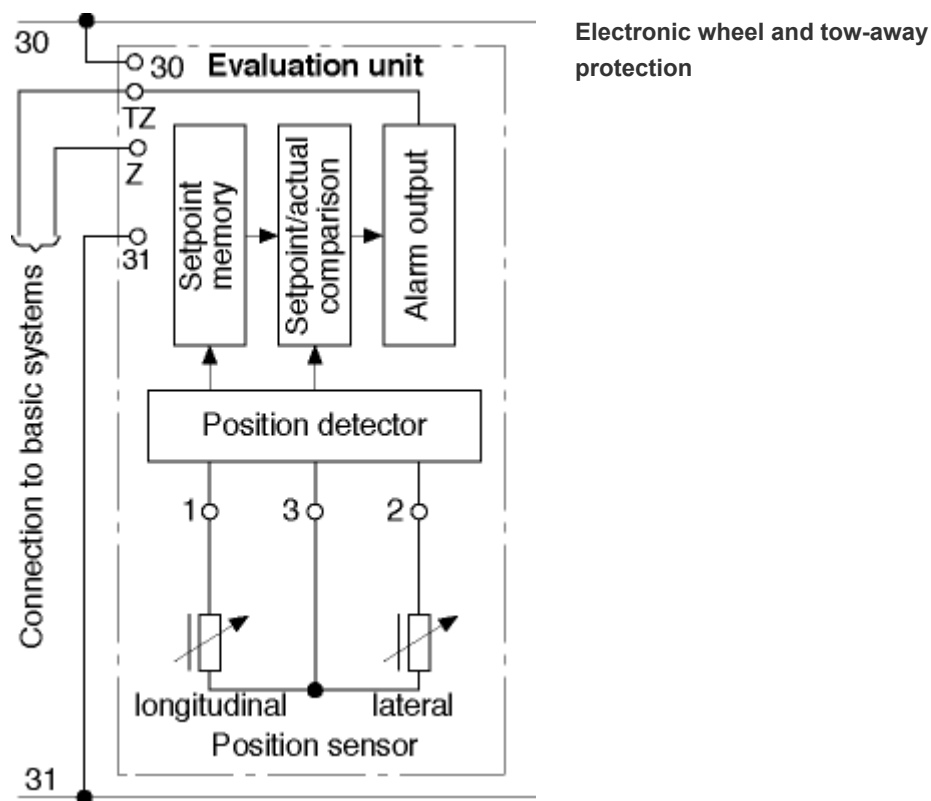 Electronic wheel and tow-away
protection
30
30
Evaluation unit
TZ
Z
31
Setpoint
memory
Setpoint/actual
comparison
Alarm output
Connection to basic systems
Position detector
1
3
2
longitudinal
lateral
Position sensor
31